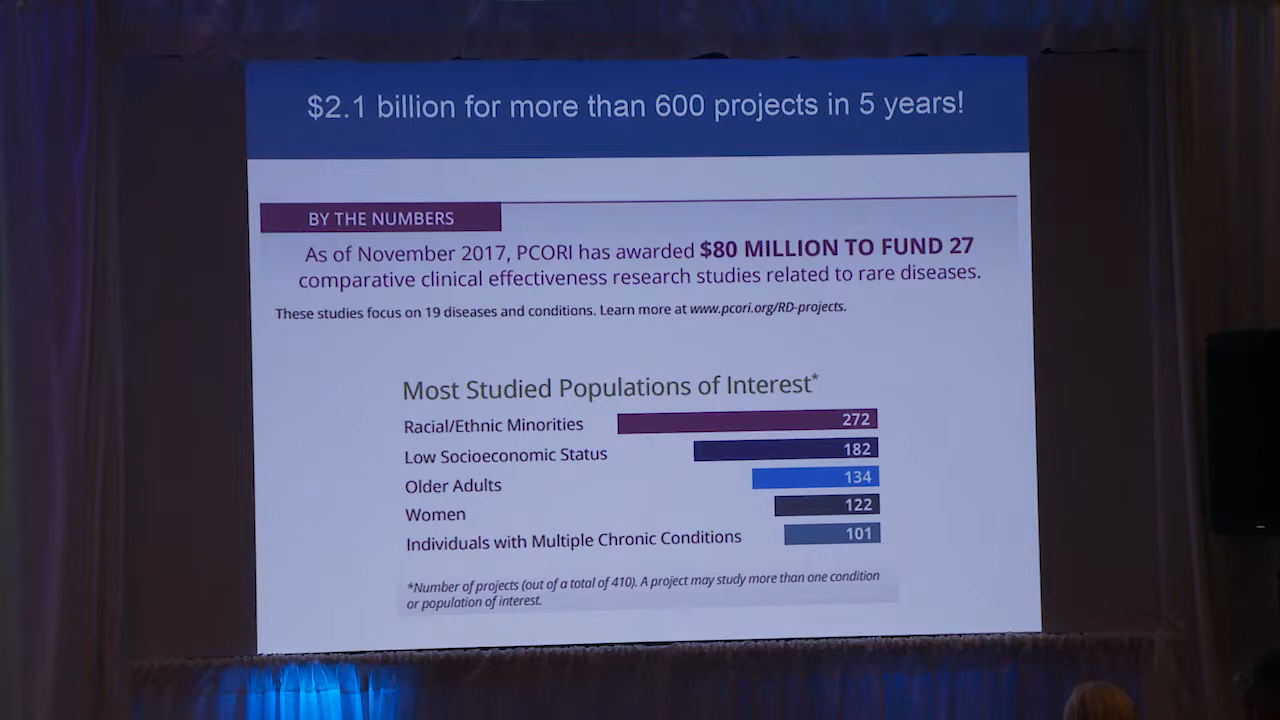 $2.1 billion for more than 600 projects in 5 years!
BY THE NUMBERS
As of November 2017, PCORI has awarded $80 MILLION TO FUND 27
comparative clinical effectiveness research studies related to rare diseases.
These studies focus on 19 diseases and conditions. Learn more at www.pcori.org/RD-projects.
Most Studied Populations of Interest*
Racial/Ethnic Minorities 272
Low Socioeconomic Status 182
Older Adults 134
Women 122
Individuals with Multiple Chronic Conditions 101
*Number of projects (out of a total of 410). A project may study more than one condition
or population of interest.